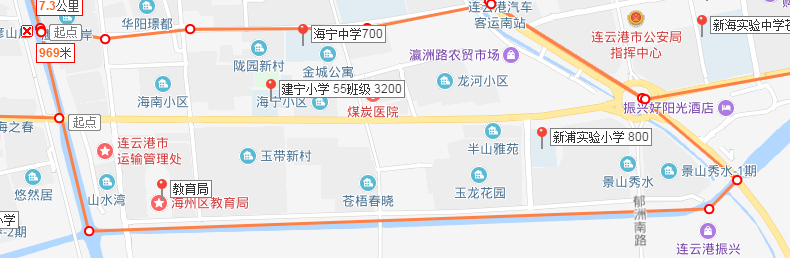 7.3公里
起点
969米
华阳璟都
海宁中学700
连云港汽车
客运南站
新海实验中学苍
连云港市公安局
指挥中心
陇园新村
金城公寓
瀛洲路农贸市场
海南小区
建宁小学 55班级 3200
海宁小区
龙河小区
煤炭医院
振兴好阳光酒店
海之春
起点
连云港市
运输管理处
玉带新村
半山雅苑
新浦实验小学 800
景山秀水
景山秀水-1期
悠然居
山水湾
教育局
海州区教育局
苍梧春晓
玉龙花园
郁洲南路
小学
-2期
连云港振兴